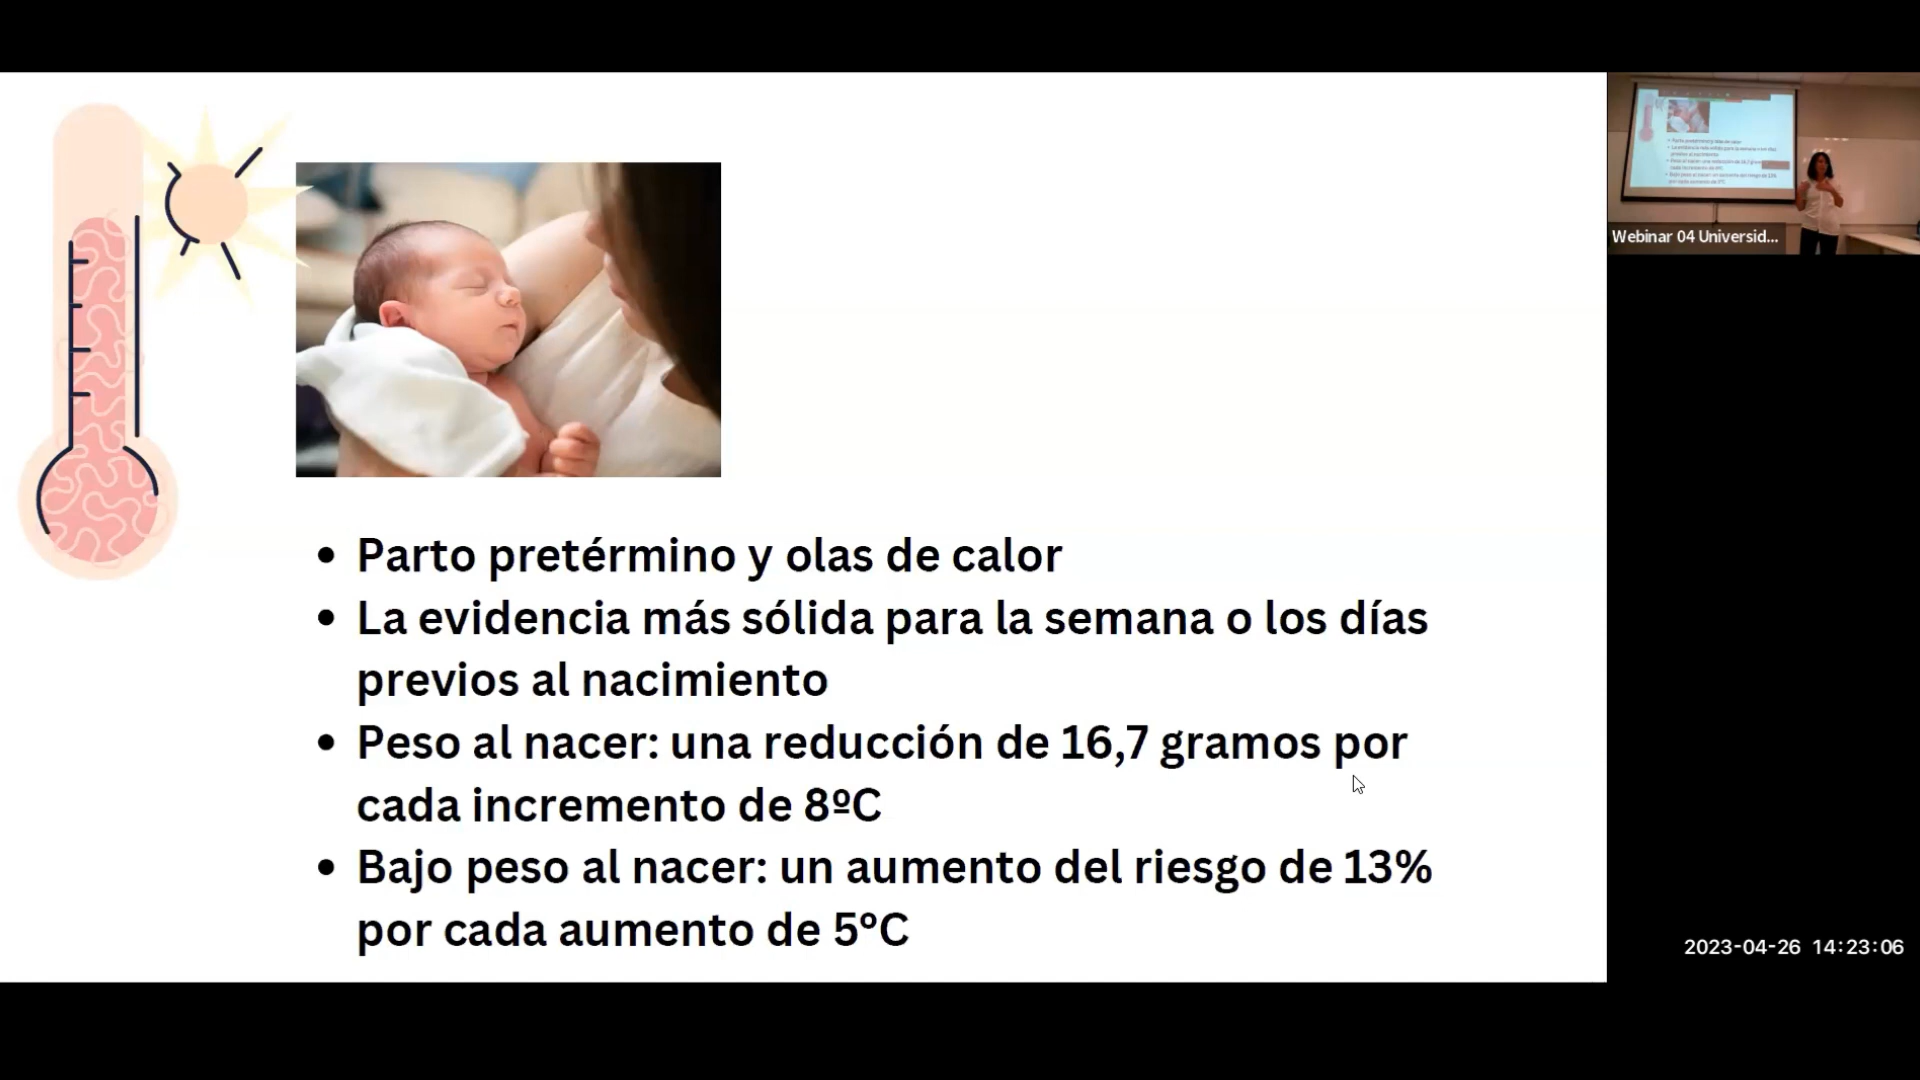 Parto pretérmino y olas de calor
La evidencia más sólida para la semana o los días
previos al nacimiento
Peso al nacer: una reducción de 16,7 gramos por
cada incremento de 8ºC
Bajo peso al nacer: un aumento del riesgo de 13%
por cada aumento de 5°C
Webinar 04 Universid...
2023-04-26 14:23:06